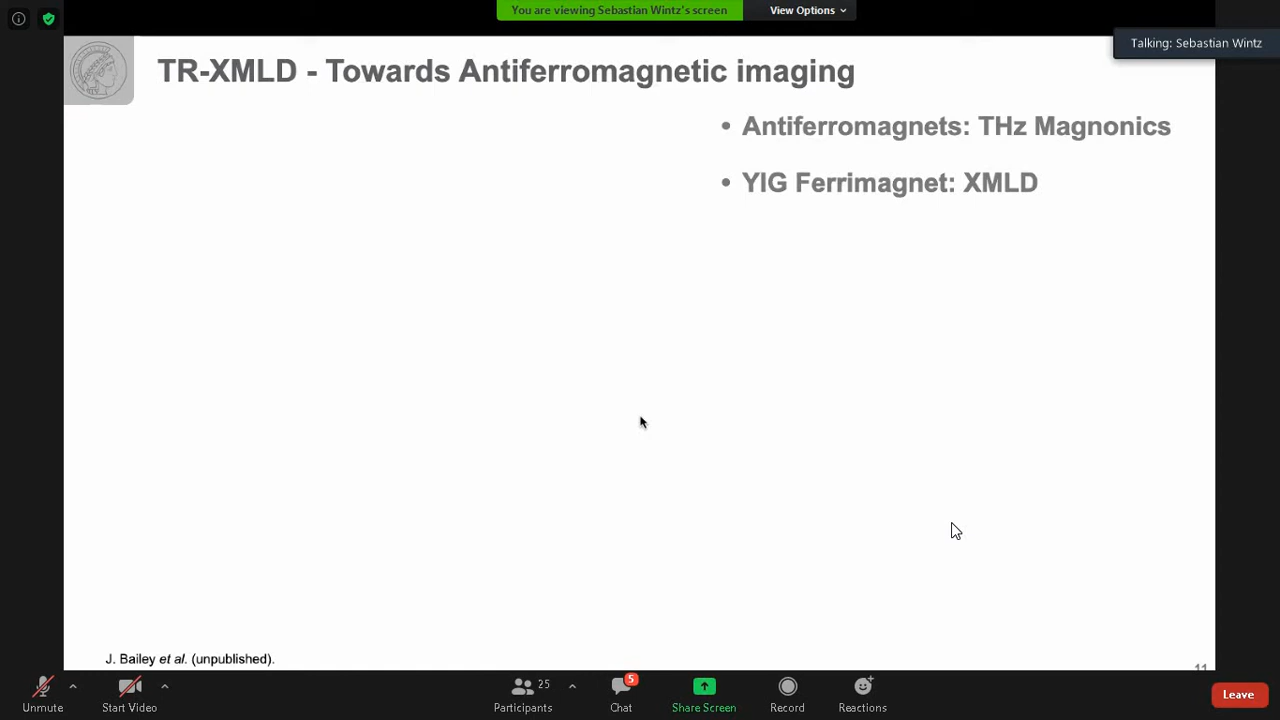 You are viewing Sebastian Wintz's screen
View Options
Talking: Sebastian Wintz
TR-XMLD - Towards Antiferromagnetic imaging
• Antiferromagnets: THz Magnonics
• YIG Ferrimagnet: XMLD
J. Bailey et al. (unpublished).
11
5
25
Unmute
Start Video
Participants
Chat
Share Screen
Record
Reactions
Leave